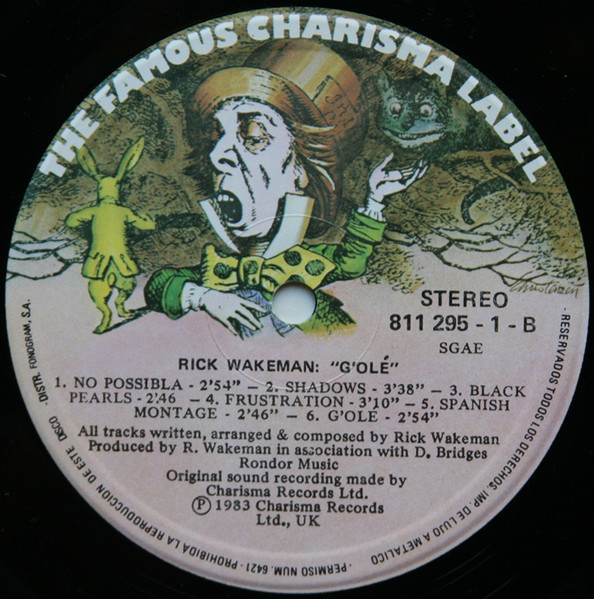 THE FAMOUS CHARISMA LABEL
Christensen
STEREO
811 295 - 1 - B
SGAE
RICK WAKEMAN: "G'OLÉ"
1. NO POSSIBLA - 2'54" — 2. SHADOWS - 3'38" — 3. BLACK
PEARLS - 2'46 — 4. FRUSTRATION - 3'10" — 5. SPANISH
MONTAGE - 2'46" — 6. G'OLE - 2'54"
All tracks written, arranged & composed by Rick Wakeman
Produced by R. Wakeman in association with D. Bridges
Rondor Music
Original sound recording made by
Charisma Records Ltd.
Ⓟ 1983 Charisma Records
Ltd., UK
- RESERVADOS TODOS LOS DERECHOS. IMP. DE LUJO A METALICO - PERMISO NUM. 6421 - PROHIBIDA LA REPRODUCCION DE ESTE DISCO - DISTR. FONOGRAM, S.A.